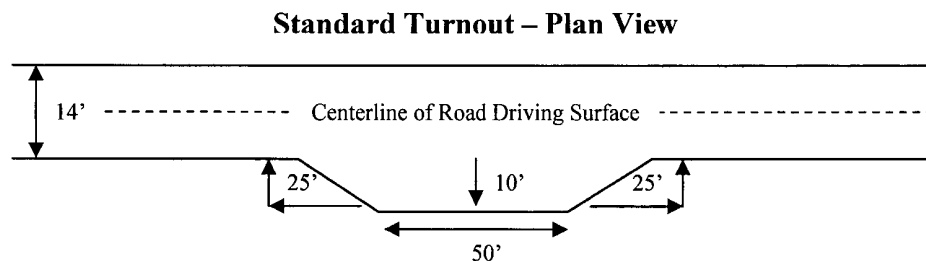 Standard Turnout – Plan View
14’
Centerline of Road Driving Surface
25’
10’
25’
50’